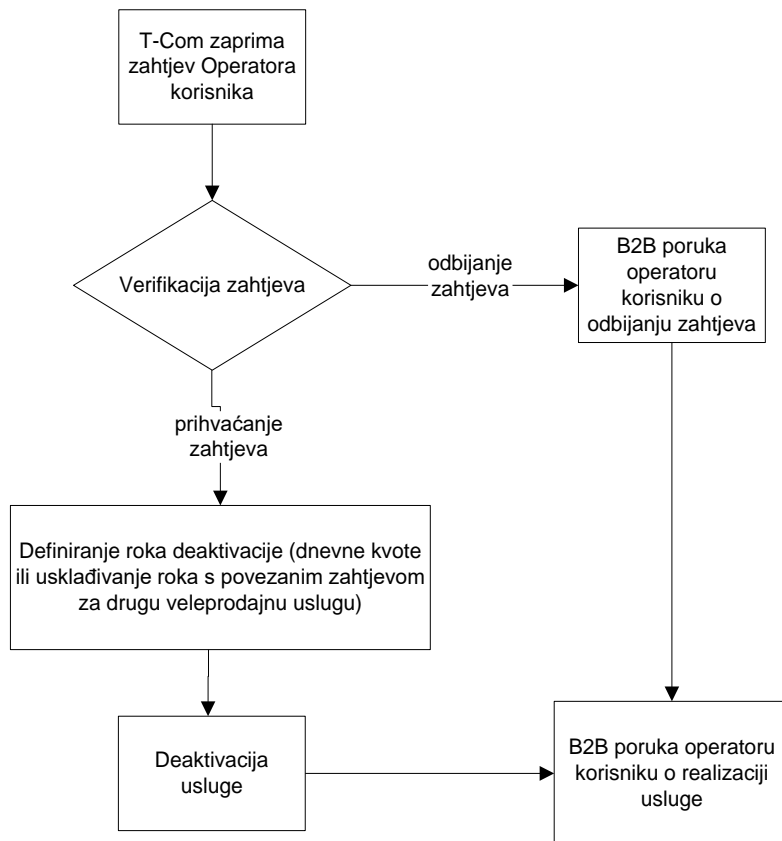 T-Com zaprima
zahtjev Operatora
korisnika
Verifikacija zahtjeva
odbijanje
zahtjeva
B2B poruka
operatoru
korisniku o
odbijanju zahtjeva
prihvaćanje
zahtjeva
Definiranje roka deaktivacije (dnevne kvote
ili usklađivanje roka s povezanim zahtjevom
za drugu veleprodajnu uslugu)
Deaktivacija
usluge
B2B poruka operatoru
korisniku o realizaciji
usluge